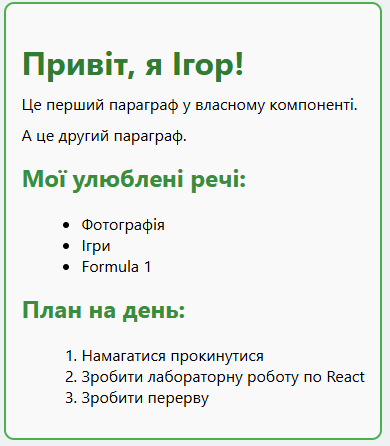 Привіт, я Ігор!
Це перший параграф у власному компоненті.
А це другий параграф.
Мої улюблені речі:
Фотографія
Ігри
Formula 1
План на день:
1. Намагатися прокинутися
2. Зробити лабораторну роботу по React
3. Зробити перерву